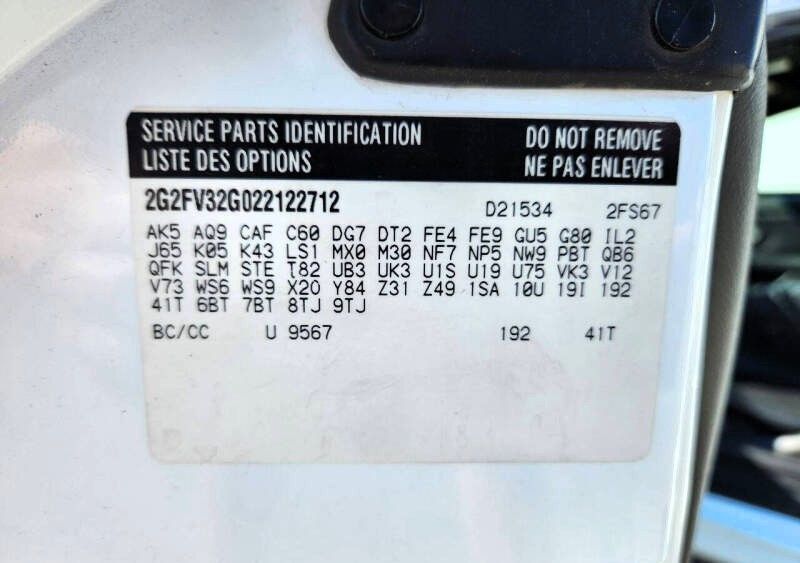 SERVICE PARTS IDENTIFICATION DO NOT REMOVE
LISTE DES OPTIONS NE PAS ENLEVER
2G2FV32G022122712 D21534 2FS67
AK5 AQ9 CAF C60 DG7 DT2 FE4 FE9 GU5 G80 IL2
J65 K05 K43 LS1 MX0 M30 NF7 NP5 NW9 PBT QB6
QFK SLM STE T82 UB3 UK3 U1S U19 U75 VK3 V12
V73 WS6 WS9 X20 Y84 Z31 Z49 1SA 10U 19I 192
41T 6BT 7BT 8TJ 9TJ
BC/CC U 9567 192 41T